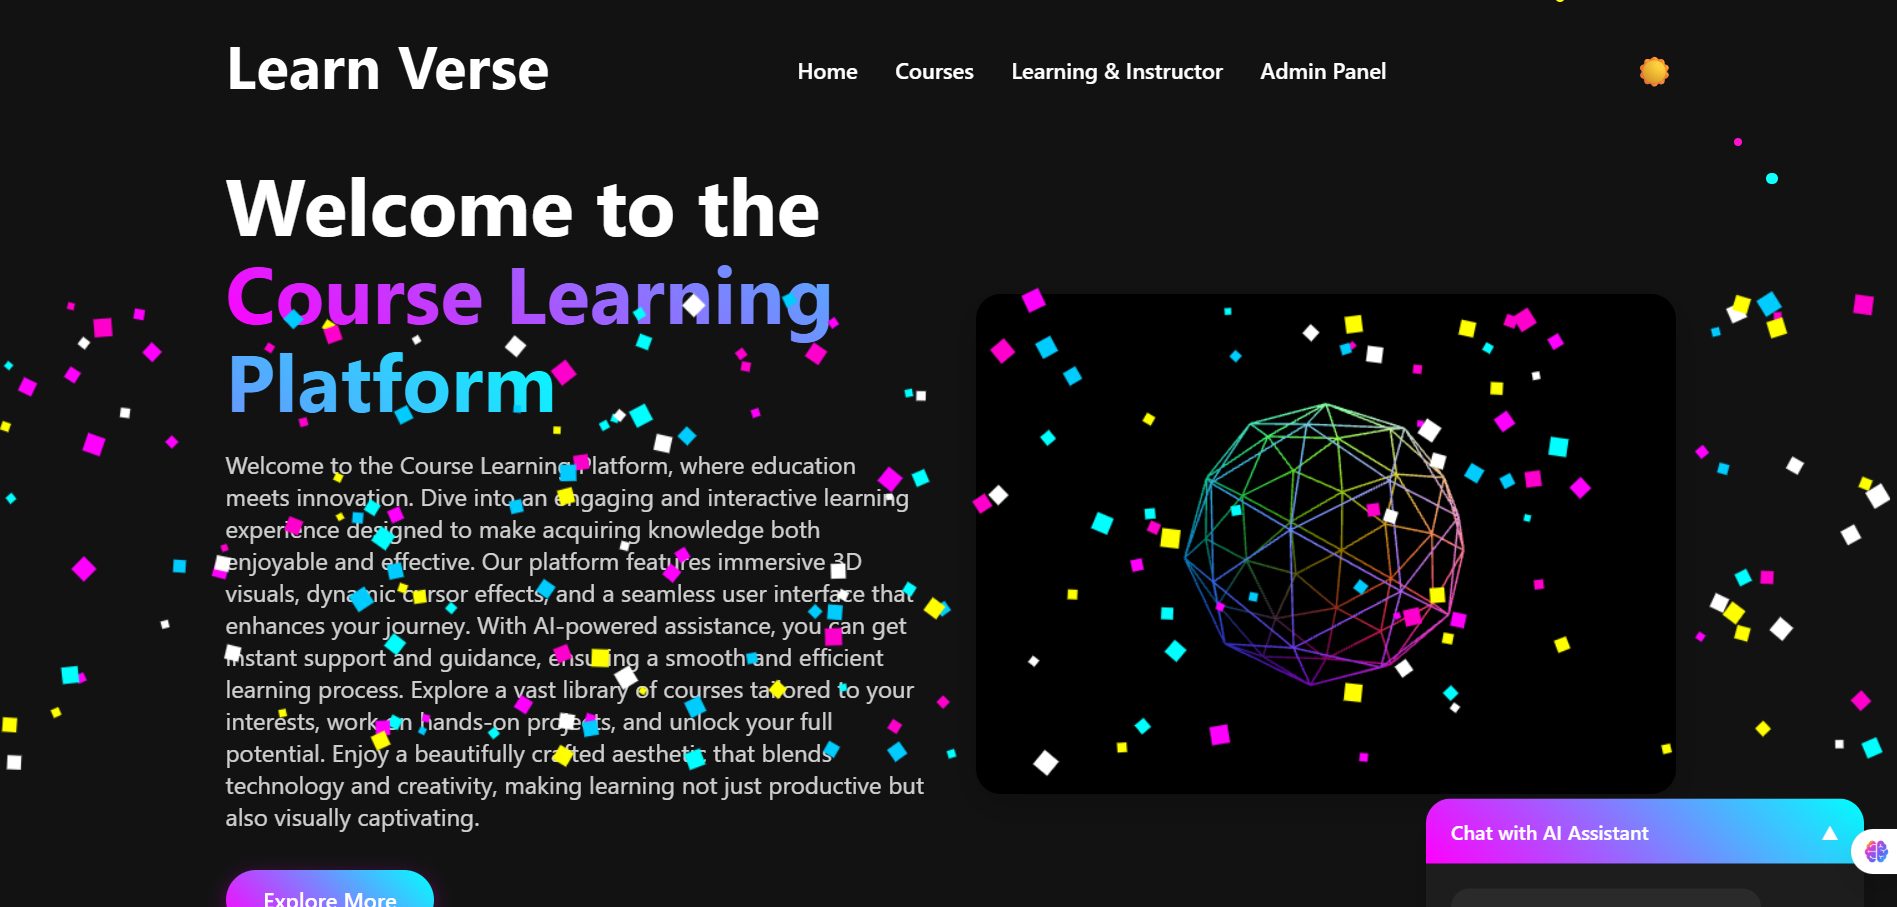 Learn Verse
Home
Courses
Learning & Instructor
Admin Panel
Welcome to the
Course Learning
Platform
Welcome to the Course Learning Platform, where education
meets innovation. Dive into an engaging and interactive learning
experience designed to make acquiring knowledge both
enjoyable and effective. Our platform features immersive 3D
visuals, dynamic cursor effects, and a seamless user interface that
enhances your journey. With AI-powered assistance, you can get
instant support and guidance, ensuring a smooth and efficient
learning process. Explore a vast library of courses tailored to your
interests, work on hands-on projects, and unlock your full
potential. Enjoy a beautifully crafted aesthetic that blends
technology and creativity, making learning not just productive but
also visually captivating.
Explore More
Chat with AI Assistant